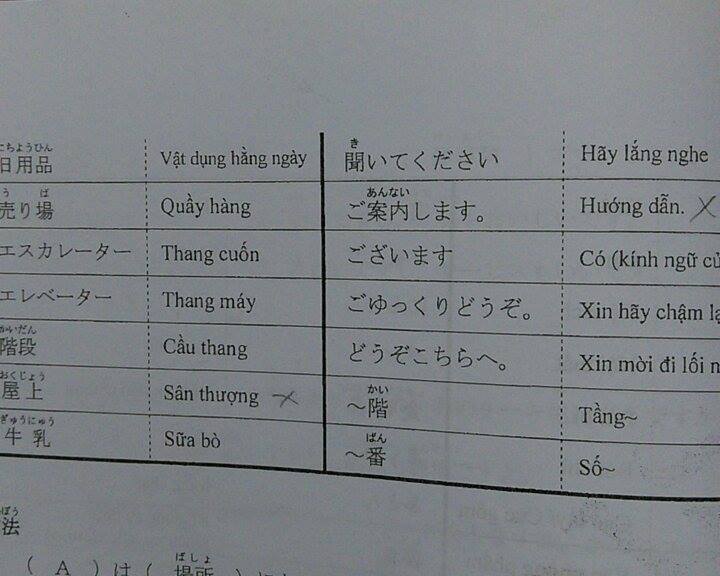 にちようひん
日用品 Vật dụng hằng ngày
き
聞いてください Hãy lắng nghe
う ば
売り場 Quầy hàng
あんない
ご案内します。 Hướng dẫn.
エスカレーター Thang cuốn
ございます Có (kính ngữ
エレベーター Thang máy
ごゆっくりどうぞ。 Xin hãy chậm
かいだん
階段 Cầu thang
どうぞこちらへ。 Xin mời đi lối
おくじょう
屋上 Sân thượng
かい
～階 Tầng~
ぎゅうにゅう
牛乳 Sữa bò
ばん
～番 Số~
ぽう
法
ばしょ
( A ) は ( 場所 ) に